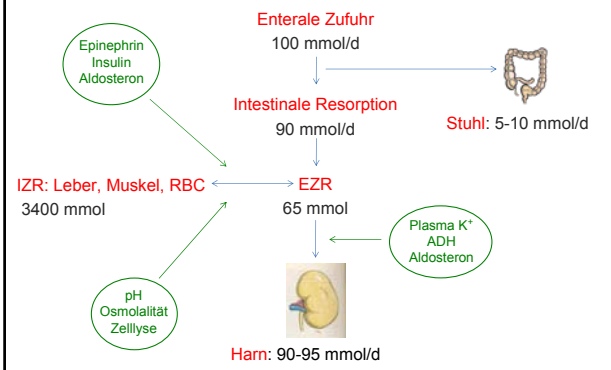 Enterale Zufuhr
100 mmol/d
Epinephrin
Insulin
Aldosteron
Intestinale Resorption
90 mmol/d
Stuhl: 5-10 mmol/d
IZR: Leber, Muskel, RBC
3400 mmol
EZR
65 mmol
Plasma K⁺
ADH
Aldosteron
pH
Osmolalität
Zelllyse
Harn: 90-95 mmol/d